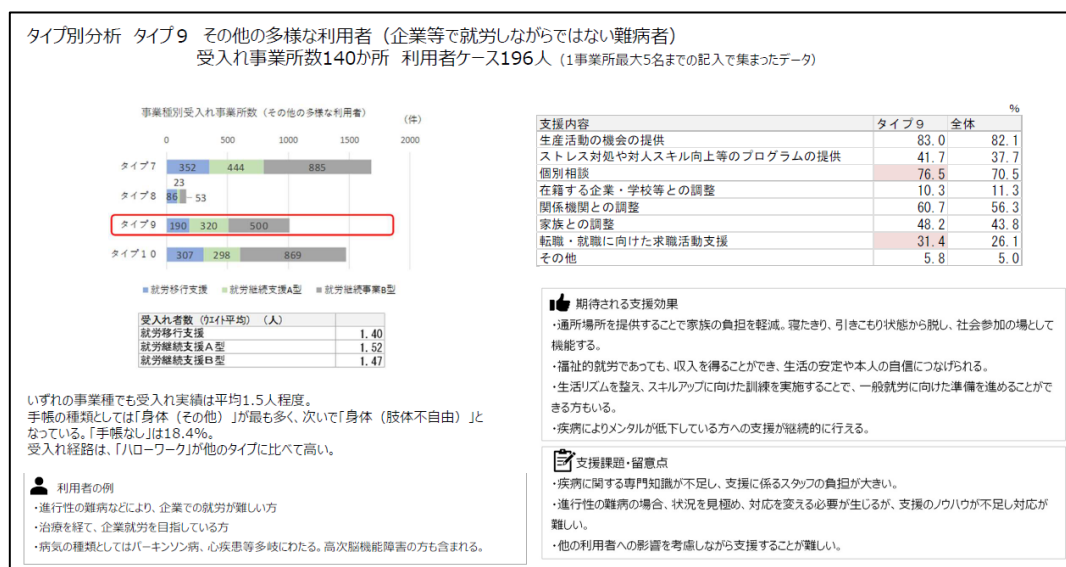 タイプ別分析 タイプ9 その他の多様な利用者(企業等で就労しながらではない難病者)
受入れ事業所数140か所 利用者ケース196人(1事業所最大5名までの記入で集まったデータ)
事業種別受入れ事業所数(その他の多様な利用者)
(件)
0 500 1000 1500 2000
タイプ7 352 444 885
23
タイプ8 86 53
タイプ9 190 320 500
タイプ10 307 298 869
■就労移行支援 ■就労継続支援A型 ■就労継続事業B型
受入れ者数(ウエイト平均)(人)
就労移行支援 1.40
就労継続支援A型 1.52
就労継続支援B型 1.47
いずれの事業種でも受入れ実績は平均1.5人程度。
手帳の種類としては「身体(その他)」が最も多く、次いで「身体(肢体不自由)」と
なっている。「手帳なし」は18.4%。
受入れ経路は、「ハローワーク」が他のタイプに比べて高い。
利用者の例
・進行性の難病などにより、企業での就労が難しい方
・治療を経て、企業就労を目指している方
・病気の種類としてはパーキンソン病、心疾患等多岐にわたる。高次脳機能障害の方も含まれる。
%
支援内容 タイプ9 全体
生産活動の機会の提供 83.0 82.1
ストレス対処や対人スキル向上等のプログラムの提供 41.7 37.7
個別相談 76.5 70.5
在籍する企業・学校等との調整 10.3 11.3
関係機関との調整 60.7 56.3
家族との調整 48.2 43.8
転職・就職に向けた求職活動支援 31.4 26.1
その他 5.8 5.0
期待される支援効果
・通所場所を提供することで家族の負担を軽減。寝たきり、引きこもり状態から脱し、社会参加の場として
機能する。
・福祉的就労であっても、収入を得ることができ、生活の安定や本人の自信につなげられる。
・生活リズムを整え、スキルアップに向けた訓練を実施することで、一般就労に向けた準備を進めることがで
きる方もいる。
・疾病によりメンタルが低下している方への支援が継続的に行える。
支援課題・留意点
・疾病に関する専門知識が不足し、支援に係るスタッフの負担が大きい。
・進行性の難病の場合、状況を見極め、対応を変える必要が生じるが、支援のノウハウが不足し対応が
難しい。
・他の利用者への影響を考慮しながら支援することが難しい。